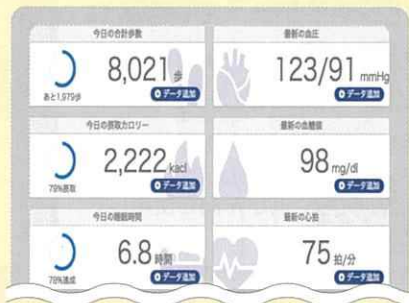 今日の合計歩数
8,021 歩
あと1,979歩
データ追加
最新の血圧
123/91 mmHg
データ追加
今日の摂取カロリー
2,222 kacl
79%摂取
データ追加
最新の血糖値
98 mg/dl
データ追加
今日の睡眠時間
6.8 時間
78%達成
データ追加
最新の心拍
75 拍/分
データ追加